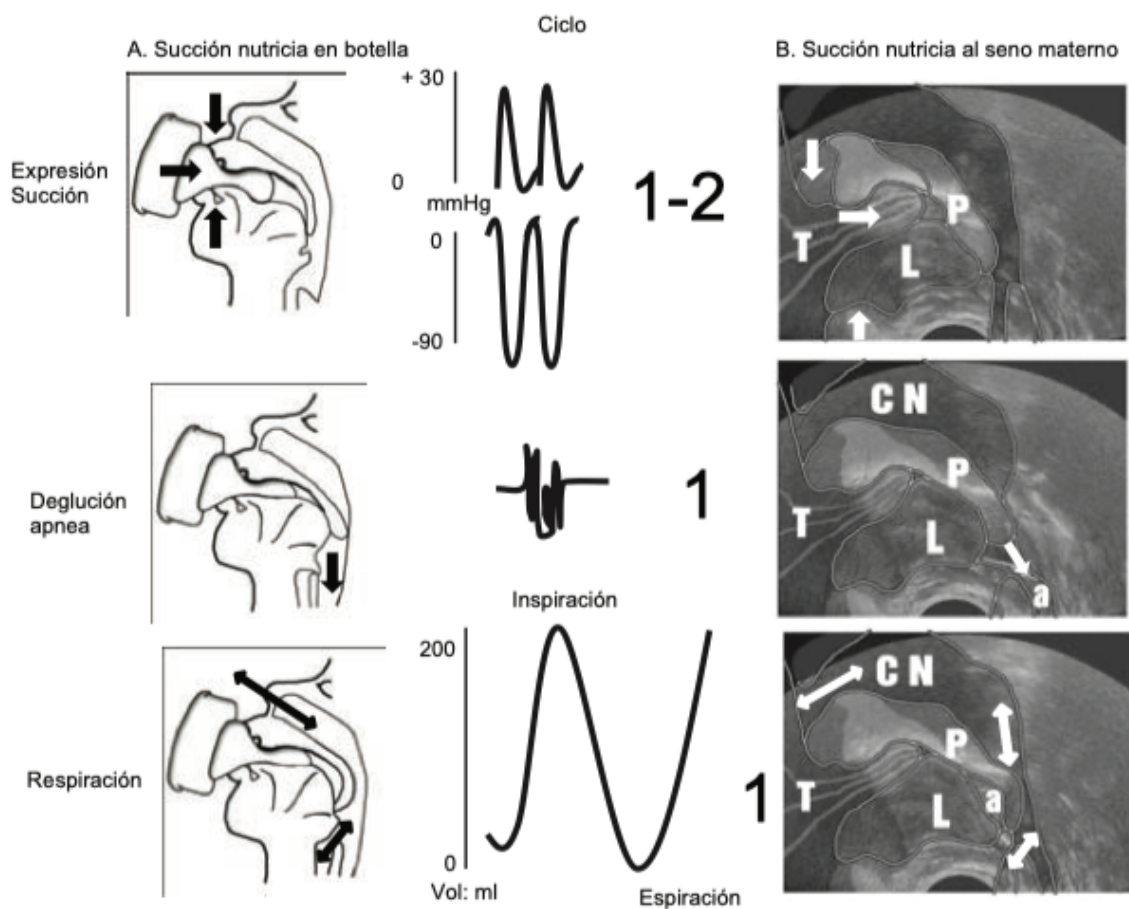 Ciclo
A. Succión nutricia en botella
B. Succión nutricia al seno materno
Expresión
Succión
+ 30
0
mmHg
0
-90
1-2
T
P
L
Deglución
apnea
1
C N
P
T
L
a
Respiración
Inspiración
200
0
Vol: ml
Espiración
1
C N
P
T
L
a